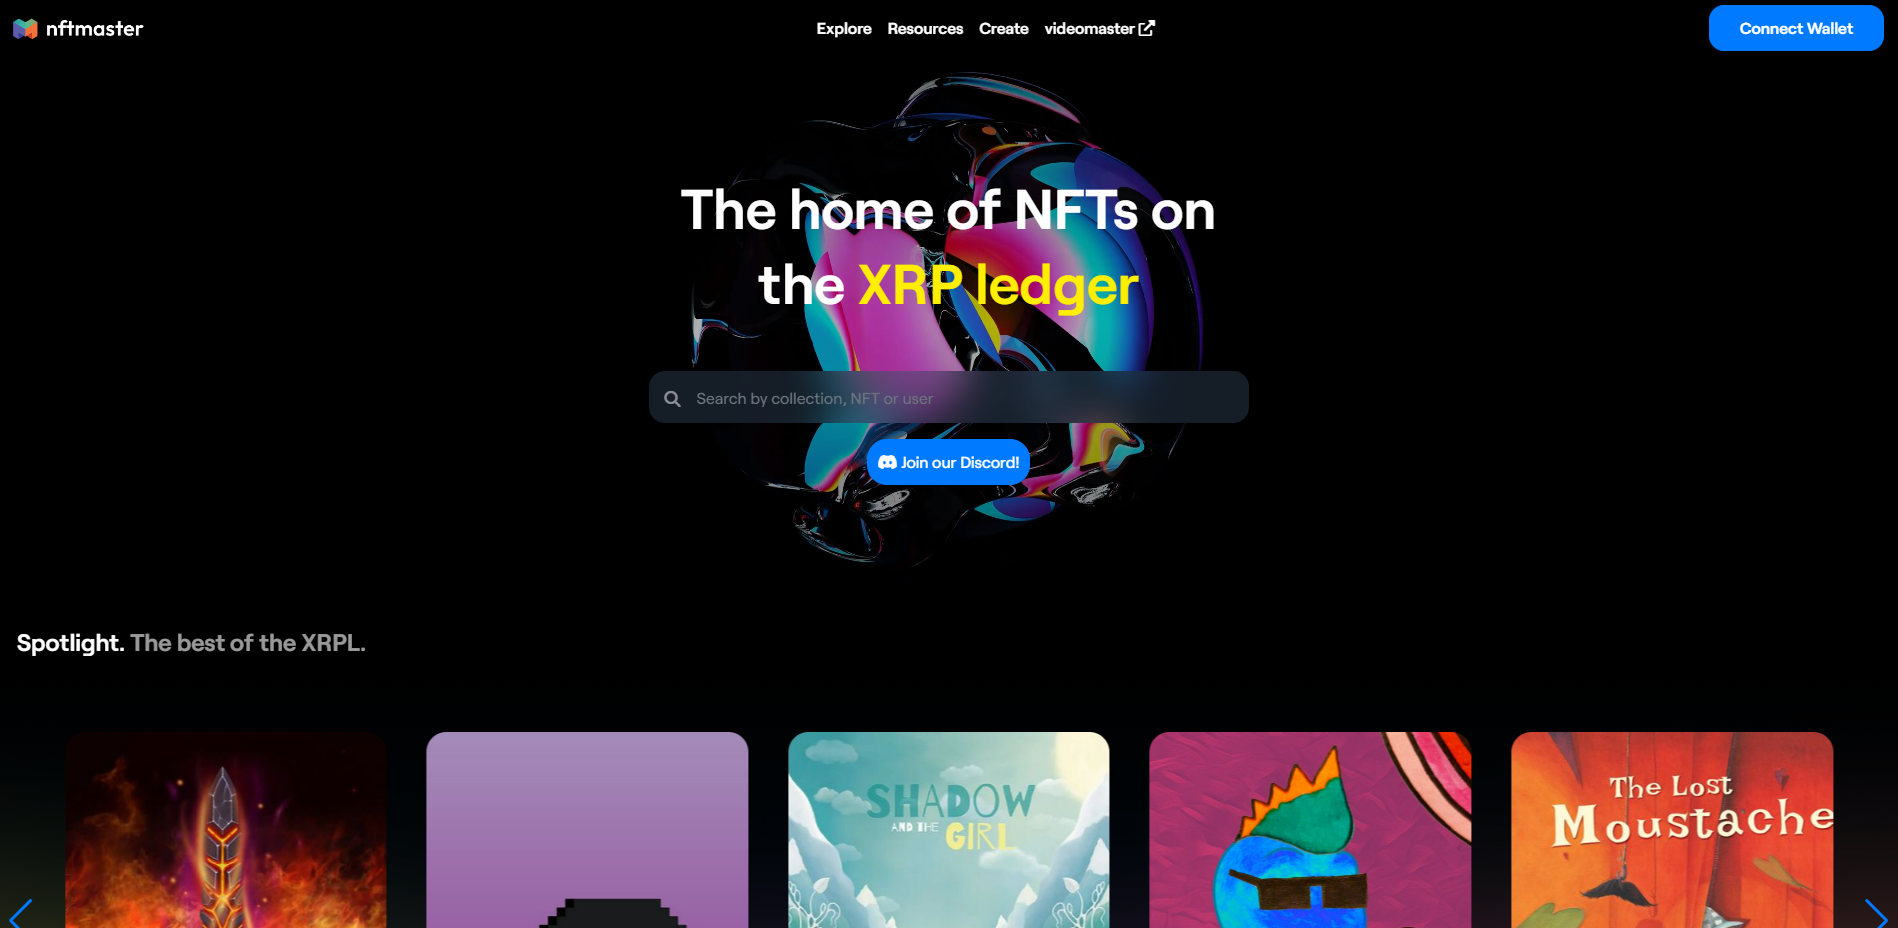 nftmaster
Explore Resources Create videomaster
Connect Wallet
The home of NFTs on
the XRP ledger
Search by collection, NFT or user
Join our Discord!
Spotlight. The best of the XRPL.
SHADOW
AND THE GIRL
The Lost
Moustache